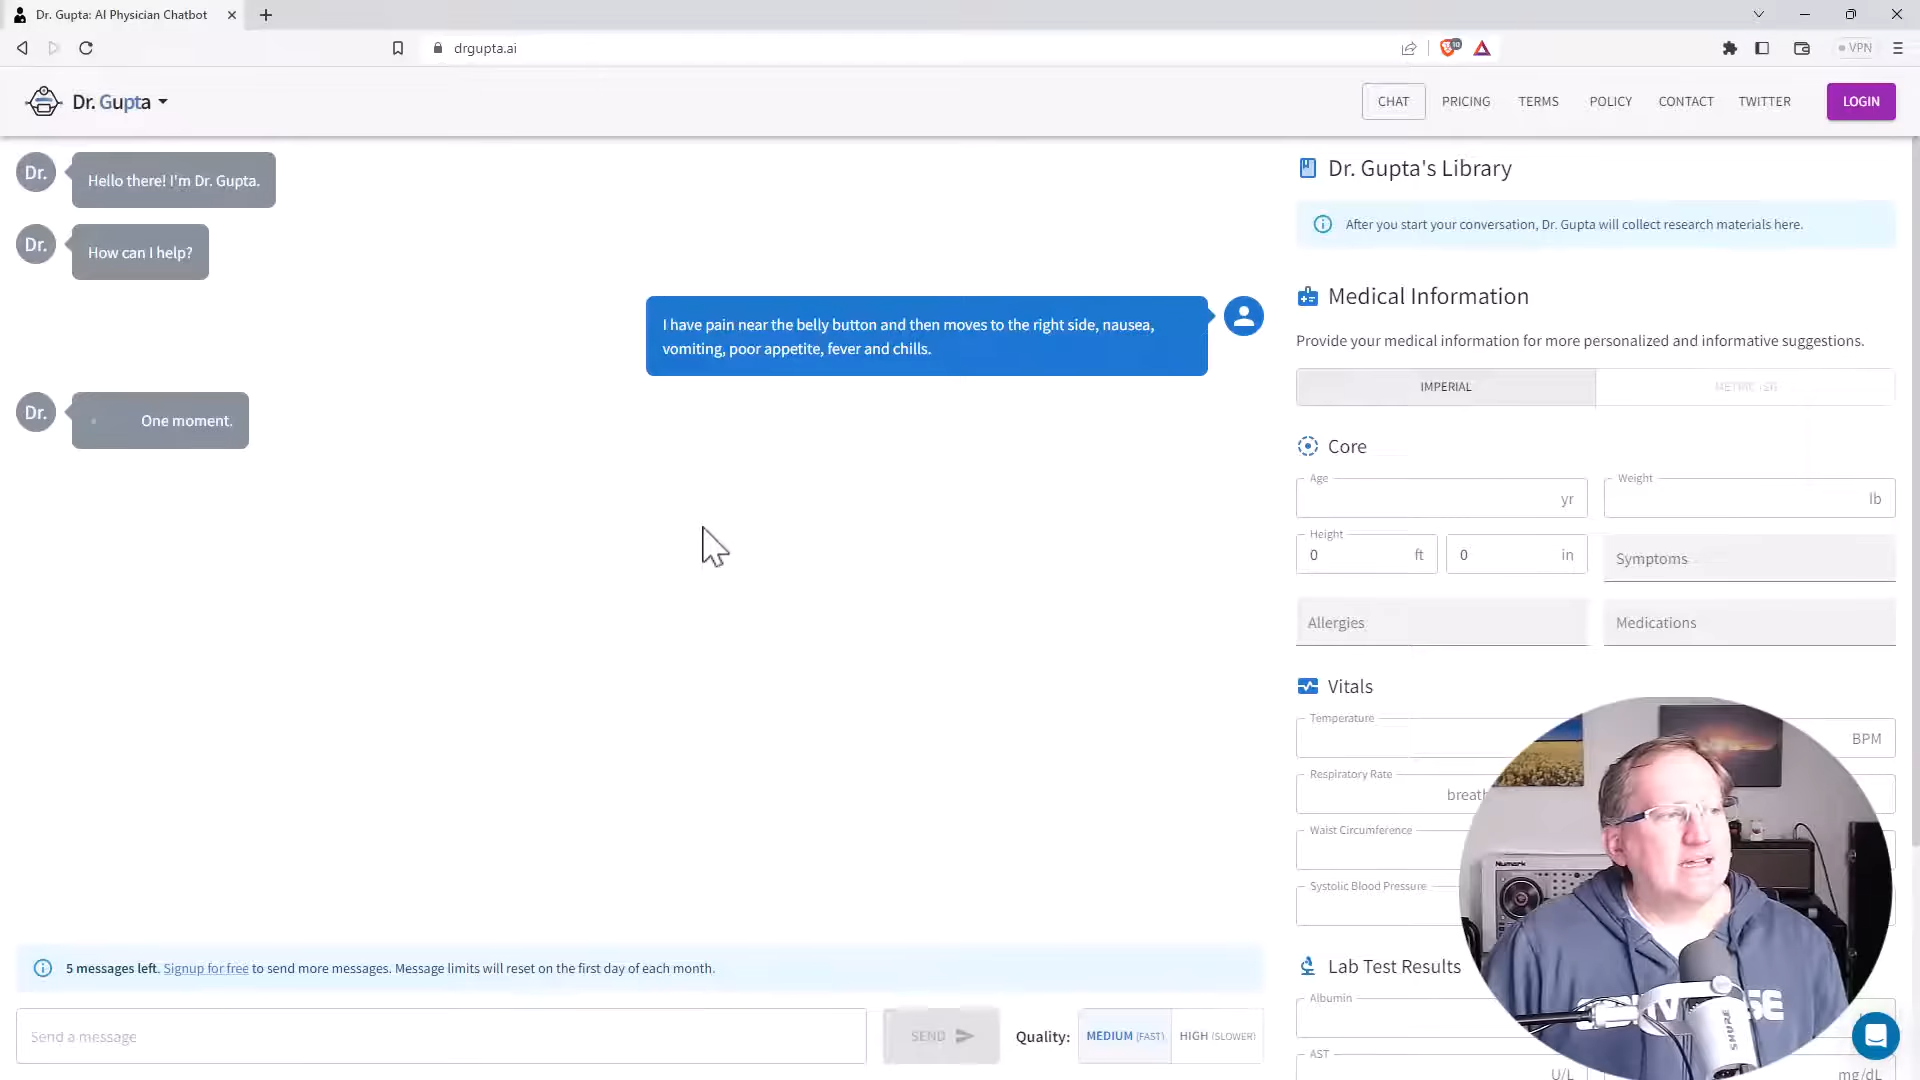 Dr. Gupta: AI Physician Chatbot
drgupta.ai
VPN
Dr. Gupta
CHAT
PRICING
TERMS
POLICY
CONTACT
TWITTER
LOGIN
Dr.
Hello there! I'm Dr. Gupta.
Dr.
How can I help?
I have pain near the belly button and then moves to the right side, nausea,
vomiting, poor appetite, fever and chills.
Dr.
One moment.
5 messages left. Signup for free to send more messages. Message limits will reset on the first day of each month.
Send a message
SEND
Quality:
MEDIUM (FAST)
HIGH (SLOWER)
Dr. Gupta's Library
After you start your conversation, Dr. Gupta will collect research materials here.
Medical Information
Provide your medical information for more personalized and informative suggestions.
IMPERIAL
Core
Age
yr
Weight
lb
Height
0 ft
0 in
Symptoms
Allergies
Medications
Vitals
Temperature
BPM
Respiratory Rate
Waist Circumference
Systolic Blood Pressure
Numark
Lab Test Results
Albumin
SHURE
AST
U/L
mg/dL